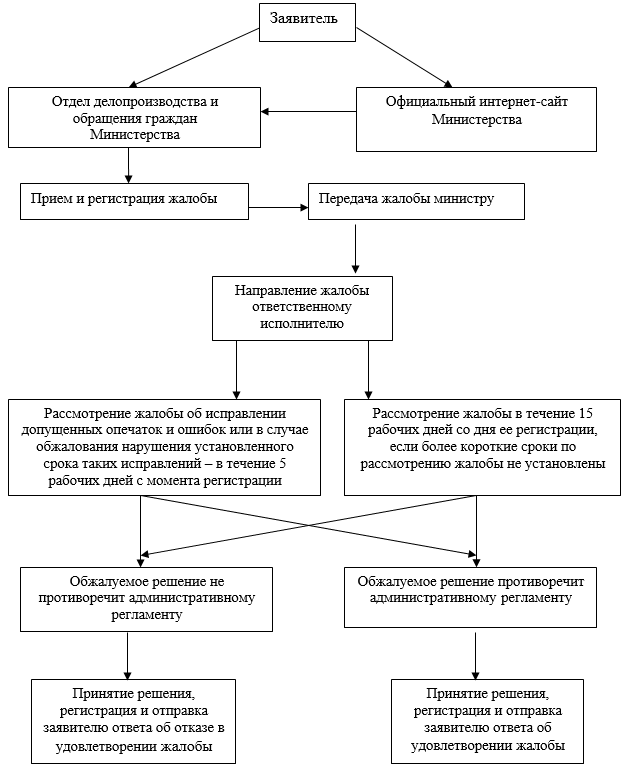 Заявитель
Отдел делопроизводства и
обращения граждан
Министерства
Официальный интернет-сайт
Министерства
Прием и регистрация жалобы
Передача жалобы министру
Направление жалобы
ответственному
исполнителю
Рассмотрение жалобы об исправлении
допущенных опечаток и ошибок или в случае
обжалования нарушения установленного
срока таких исправлений – в течение 5
рабочих дней с момента регистрации
Рассмотрение жалобы в течение 15
рабочих дней со дня ее регистрации,
если более короткие сроки по
рассмотрению жалобы не установлены
Обжалуемое решение не
противоречит административному
регламенту
Обжалуемое решение противоречит
административному регламенту
Принятие решения,
регистрация и отправка
заявителю ответа об отказе в
удовлетворении жалобы
Принятие решения,
регистрация и отправка
заявителю ответа об
удовлетворении жалобы